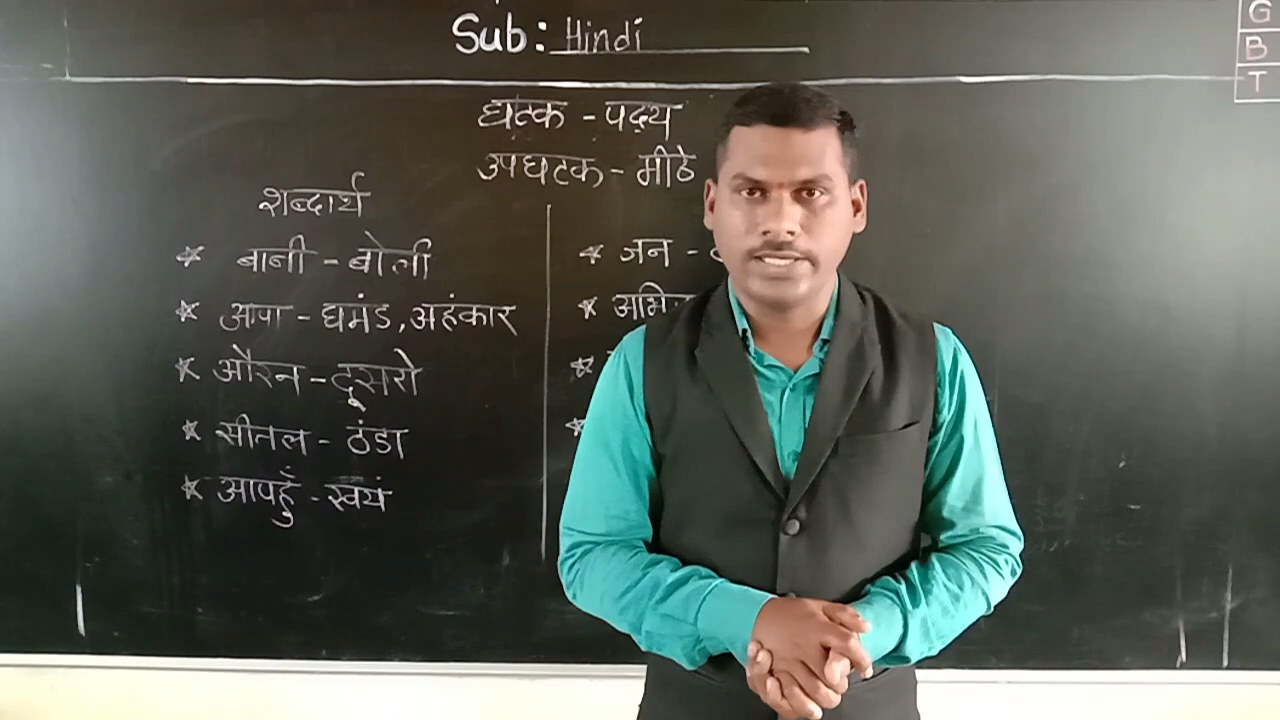 Sub: Hindi
G
B
T
घटक - पद्य
उपघटक - मीठे
शब्दार्थ
* बानी - बोली
* आपा - घमंड, अहंकार
* औरन - दूसरो
* सीतल - ठंडा
* आपहुँ - स्वयं
* जन -
*
*
*